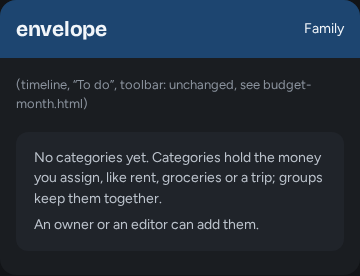 envelope
Family
(timeline, “To do”, toolbar: unchanged, see budget-
month.html)
No categories yet. Categories hold the money
you assign, like rent, groceries or a trip; groups
keep them together.
An owner or an editor can add them.